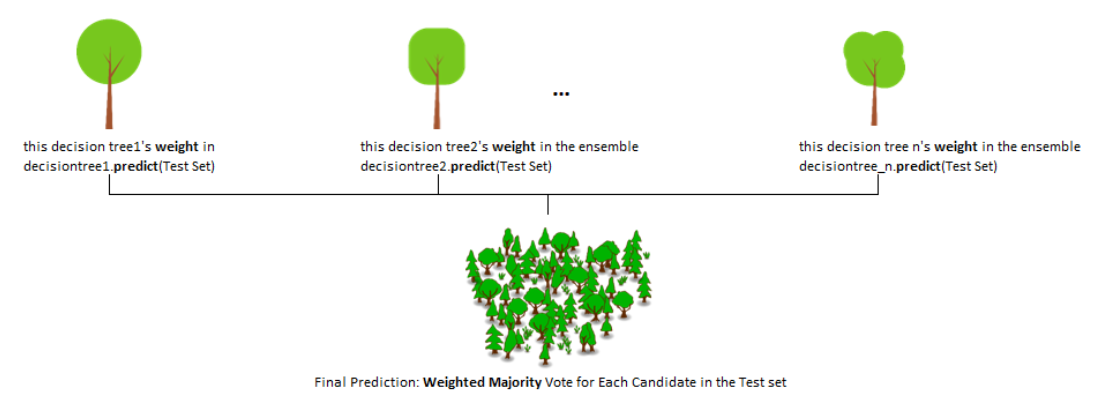 ...
this decision tree1's weight in
decisiontree1.predict(Test Set)
this decision tree2's weight in the ensemble
decisiontree2.predict(Test Set)
this decision tree n's weight in the ensemble
decisiontree_n.predict(Test Set)
Final Prediction: Weighted Majority Vote for Each Candidate in the Test set